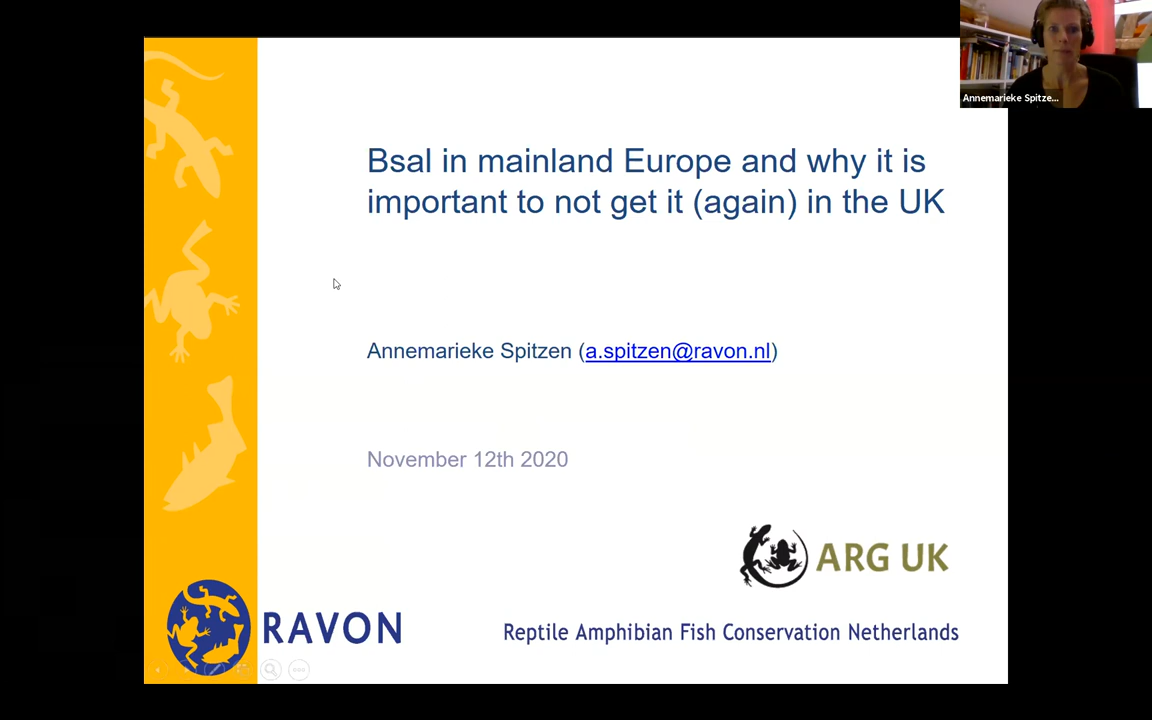 Annemarieke Spitze...
Bsal in mainland Europe and why it is
important to not get it (again) in the UK
Annemarieke Spitzen (a.spitzen@ravon.nl)
November 12th 2020
ARG UK
RAVON
Reptile Amphibian Fish Conservation Netherlands